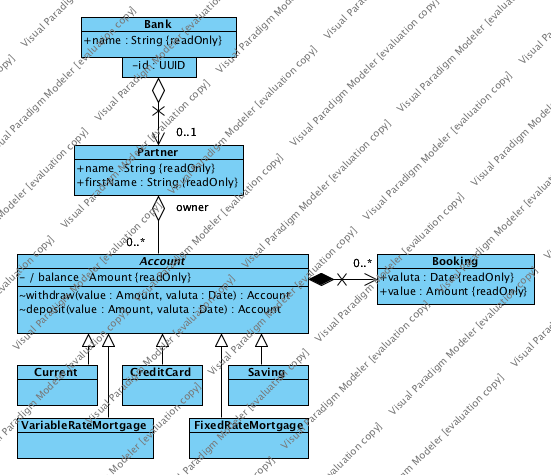 Bank
+name : String {readOnly}
-id : UUID
0..1
Partner
+name : String {readOnly}
+firstName : String {readOnly}
owner
0..*
Account
- / balance : Amount {readOnly}
~withdraw(value : Amount, valuta : Date) : Account
~deposit(value : Amount, valuta : Date) : Account
0..*
Booking
+valuta : Date {readOnly}
+value : Amount {readOnly}
Current
CreditCard
Saving
VariableRateMortgage
FixedRateMortgage
Visual Paradigm Modeler [evaluation copy]